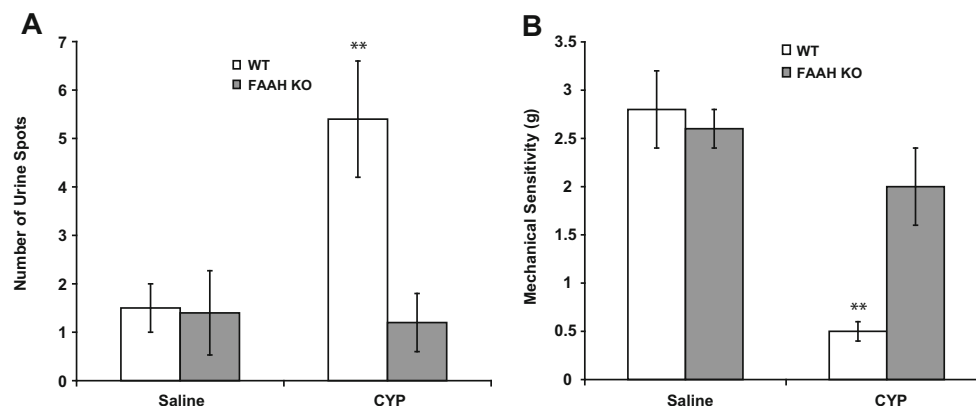 A
7
6
5
4
3
2
1
0
Number of Urine Spots
WT
FAAH KO
**
Saline
CYP
B
3.5
3
2.5
2
1.5
1
0.5
0
Mechanical Sensitivity (g)
WT
FAAH KO
**
Saline
CYP